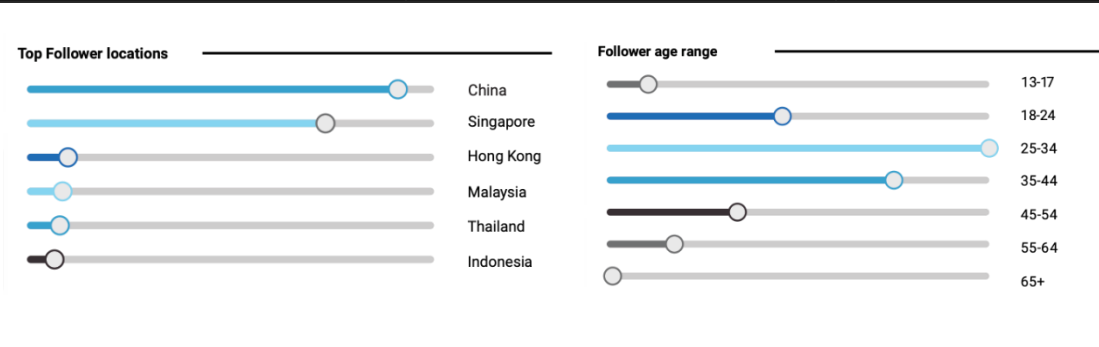 Top Follower locations
China
Singapore
Hong Kong
Malaysia
Thailand
Indonesia
Follower age range
13-17
18-24
25-34
35-44
45-54
55-64
65+